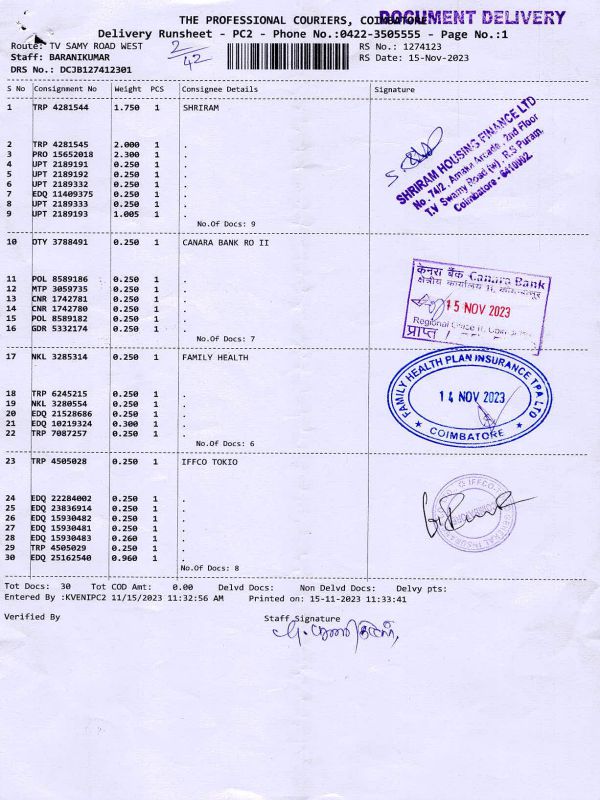 THE PROFESSIONAL COURIERS, COIMBATORE
DOCUMENT DELIVERY
Delivery Runsheet - PC2 - Phone No.:0422-3505555 - Page No.:1
Route: TV SAMY ROAD WEST
2/42
RS No.: 1274123
Staff: BARANIKUMAR
RS Date: 15-Nov-2023
DRS No.: DCJB127412301
S No Consignment No Weight PCS Consignee Details Signature
1 TRP 4281544 1.750 1 SHRIRAM
2 TRP 4281545 2.000 1 .
3 PRO 15652018 2.300 1 .
4 UPT 2189191 0.250 1 .
5 UPT 2189192 0.250 1 .
6 UPT 2189332 0.250 1 .
7 EDQ 11409375 0.250 1 .
8 UPT 2189333 0.250 1 .
9 UPT 2189193 1.005 1 .
No.Of Docs: 9
SHRIRAM HOUSING FINANCE LTD
No. 74/2, Amaka Arcade, 2nd Floor
T.V Swamy Road (w), R.S Puram,
Coimbatore - 6410002.
10 OTY 3788491 0.250 1 CANARA BANK RO II
11 POL 8589186 0.250 1 .
12 MTP 3059735 0.250 1 .
13 CNR 1742781 0.250 1 .
14 CNR 1742780 0.250 1 .
15 POL 8589182 0.250 1 .
16 GDR 5332174 0.250 1 .
No.Of Docs: 7
केनरा बैंक Canara Bank
क्षेत्रीय कार्यालय II,
15 NOV 2023
Regional Office II,
प्राप्त /
17 NKL 3285314 0.250 1 FAMILY HEALTH
18 TRP 6245215 0.250 1 .
19 NKL 3280554 0.250 1 .
20 EDQ 21528686 0.250 1 .
21 EDQ 10219324 0.300 1 .
22 TRP 7087257 0.250 1 .
No.Of Docs: 6
FAMILY HEALTH PLAN INSURANCE TPA LTD
14 NOV 2023
★ COIMBATORE ★
23 TRP 4505028 0.250 1 IFFCO TOKIO
24 EDQ 22284002 0.250 1 .
25 EDQ 23836914 0.250 1 .
26 EDQ 15930482 0.250 1 .
27 EDQ 15930481 0.250 1 .
28 EDQ 15930483 0.260 1 .
29 TRP 4505029 0.250 1 .
30 EDQ 25162540 0.960 1 .
No.Of Docs: 8
IFFCO
Tot Docs: 30 Tot COD Amt: 0.00 Delvd Docs: Non Delvd Docs: Delvy pts:
Entered By :KVENIPC2 11/15/2023 11:32:56 AM Printed on: 15-11-2023 11:33:41
Verified By
Staff Signature